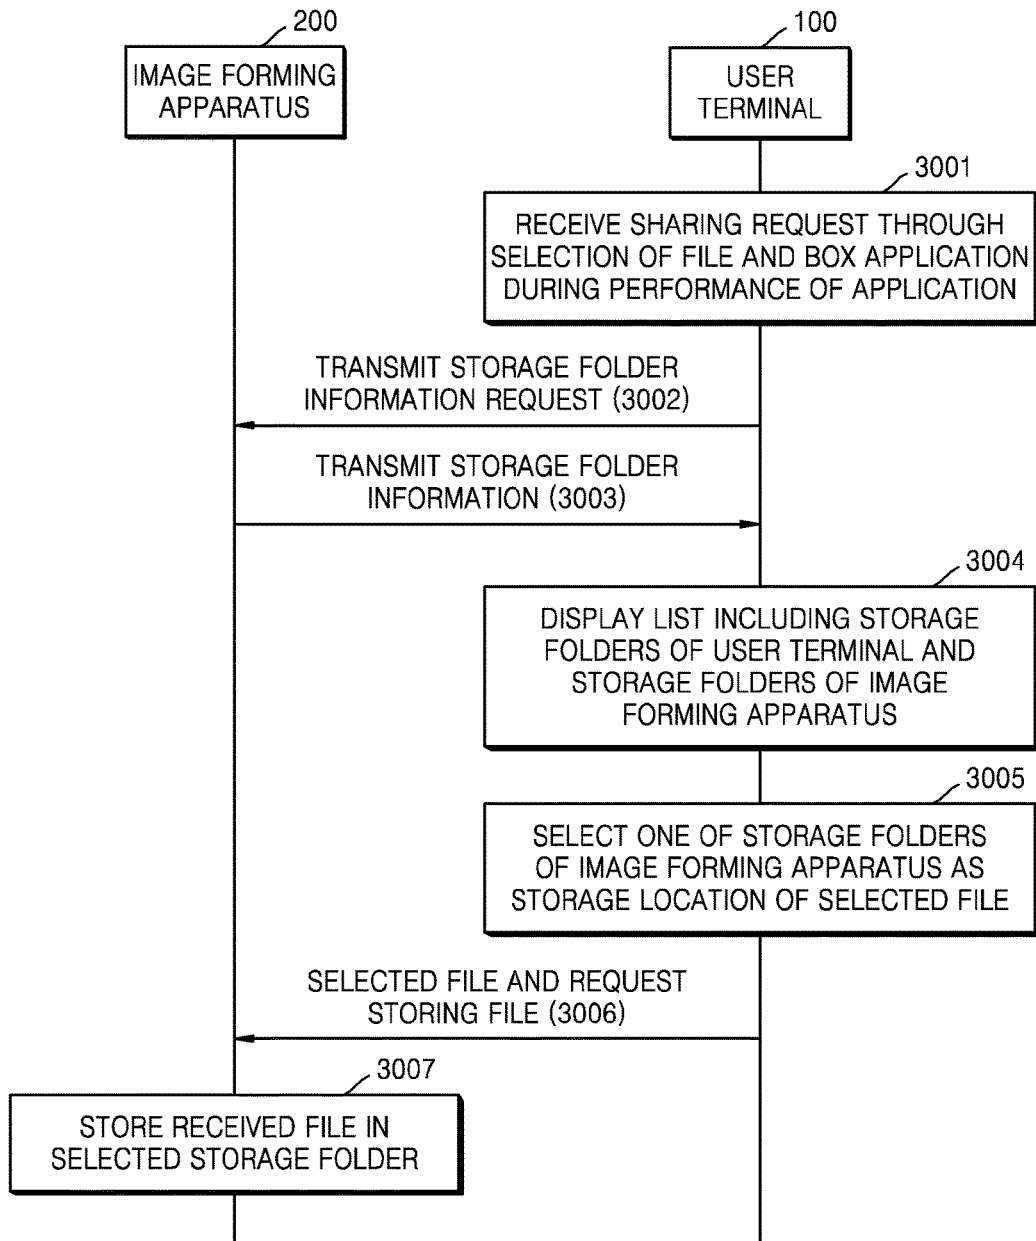 200
100
IMAGE FORMING
APPARATUS
USER
TERMINAL
3001
RECEIVE SHARING REQUEST THROUGH
SELECTION OF FILE AND BOX APPLICATION
DURING PERFORMANCE OF APPLICATION
TRANSMIT STORAGE FOLDER
INFORMATION REQUEST (3002)
TRANSMIT STORAGE FOLDER
INFORMATION (3003)
3004
DISPLAY LIST INCLUDING STORAGE
FOLDERS OF USER TERMINAL AND
STORAGE FOLDERS OF IMAGE
FORMING APPARATUS
3005
SELECT ONE OF STORAGE FOLDERS
OF IMAGE FORMING APPARATUS AS
STORAGE LOCATION OF SELECTED FILE
SELECTED FILE AND REQUEST
STORING FILE (3006)
3007
STORE RECEIVED FILE IN
SELECTED STORAGE FOLDER